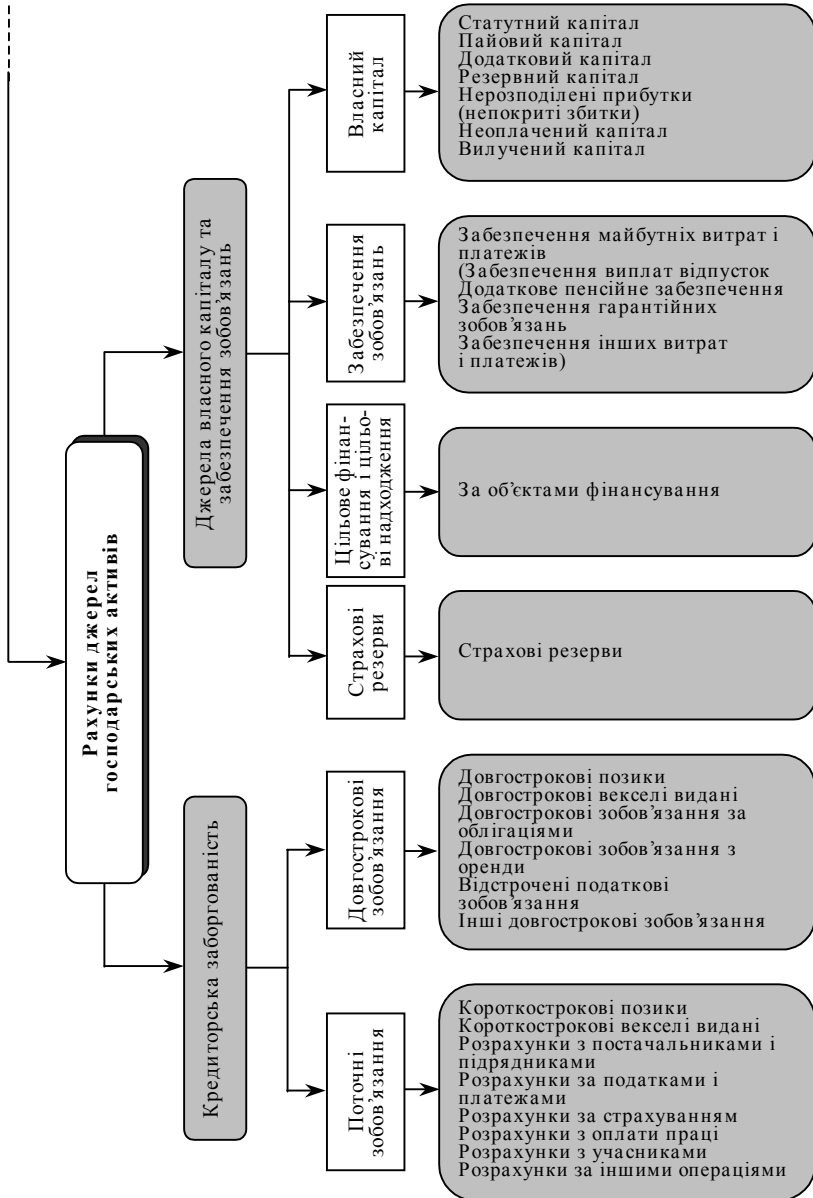 Рахунки джерел
господарських активів
Джерела власного капіталу та
забезпечення зобов'язань
Власний
капітал
Статутний капітал
Пайовий капітал
Додатковий капітал
Резервний капітал
Нерозподілені прибутки
(непокриті збитки)
Неоплачений капітал
Вилучений капітал
Забезпечення
зобов'язань
Забезпечення майбутніх витрат і
платежів
(Забезпечення виплат відпусток
Додаткове пенсійне забезпечення
Забезпечення гарантійних
зобов'язань
Забезпечення інших витрат
і платежів)
Цільове фінан-
сування і цільо-
ві надходження
За об'єктами фінансування
Страхові
резерви
Страхові резерви
Кредиторська заборгованість
Довгострокові
зобов'язання
Довгострокові позики
Довгострокові векселі видані
Довгострокові зобов'язання за
облігаціями
Довгострокові зобов'язання з
оренди
Відстрочені податкові
зобов'язання
Інші довгострокові зобов'язання
Поточні
зобов'язання
Короткострокові позики
Короткострокові векселі видані
Розрахунки з постачальниками і
підрядниками
Розрахунки за податками і
платежами
Розрахунки за страхуванням
Розрахунки з оплати праці
Розрахунки з учасниками
Розрахунки за іншими операціями